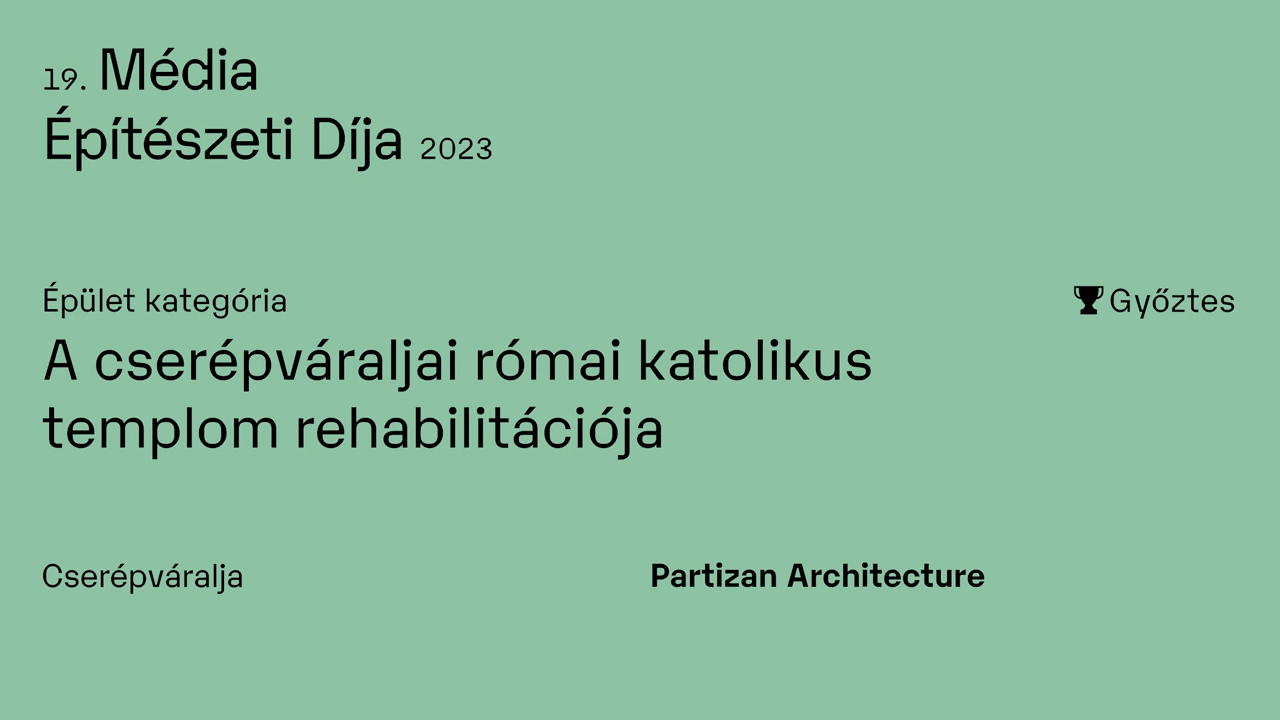 19. Média
Építészeti Díja 2023
Épület kategória
Győztes
A cserépváraljai római katolikus
templom rehabilitációja
Cserépváralja
Partizan Architecture